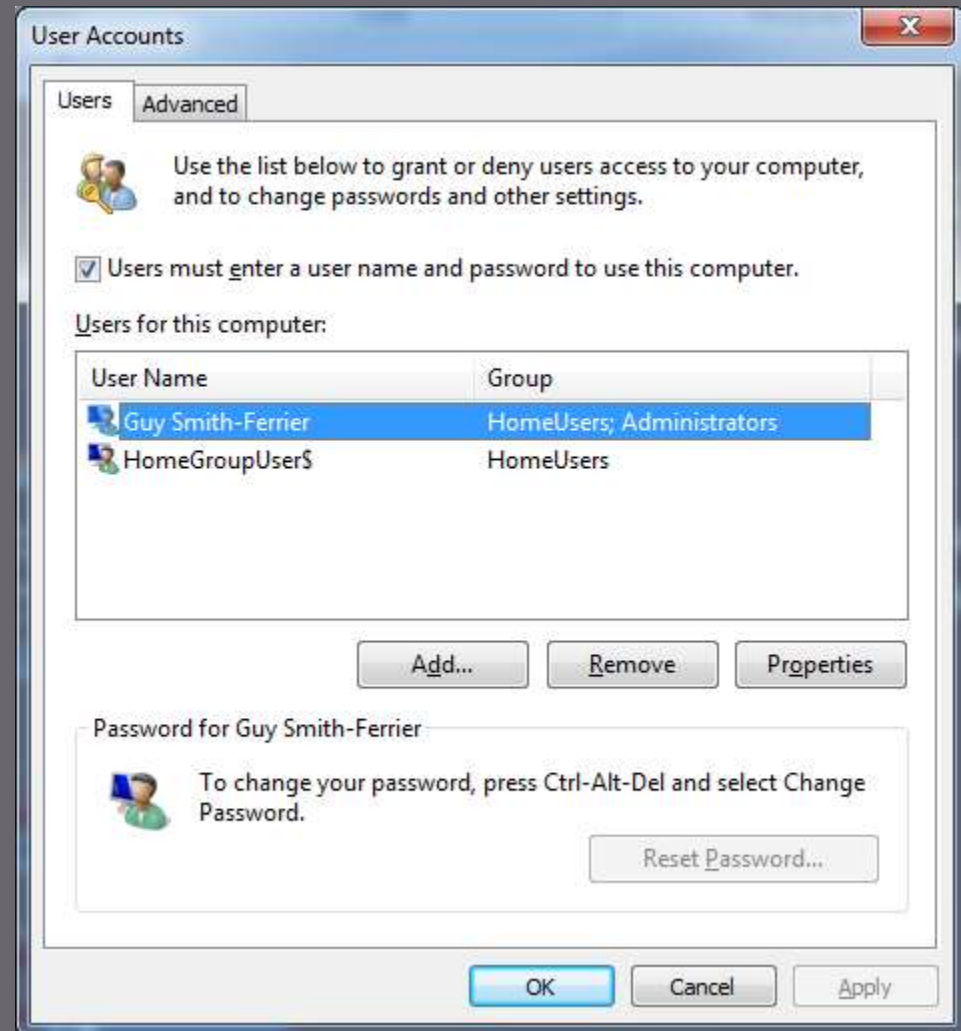 User Accounts
Users
Advanced
Use the list below to grant or deny users access to your computer,
and to change passwords and other settings.
Users must enter a user name and password to use this computer.
Users for this computer:
User Name Group
Guy Smith-Ferrier HomeUsers; Administrators
HomeGroupUser$ HomeUsers
Add... Remove Properties
Password for Guy Smith-Ferrier
To change your password, press Ctrl-Alt-Del and select Change
Password.
Reset Password...
OK Cancel Apply